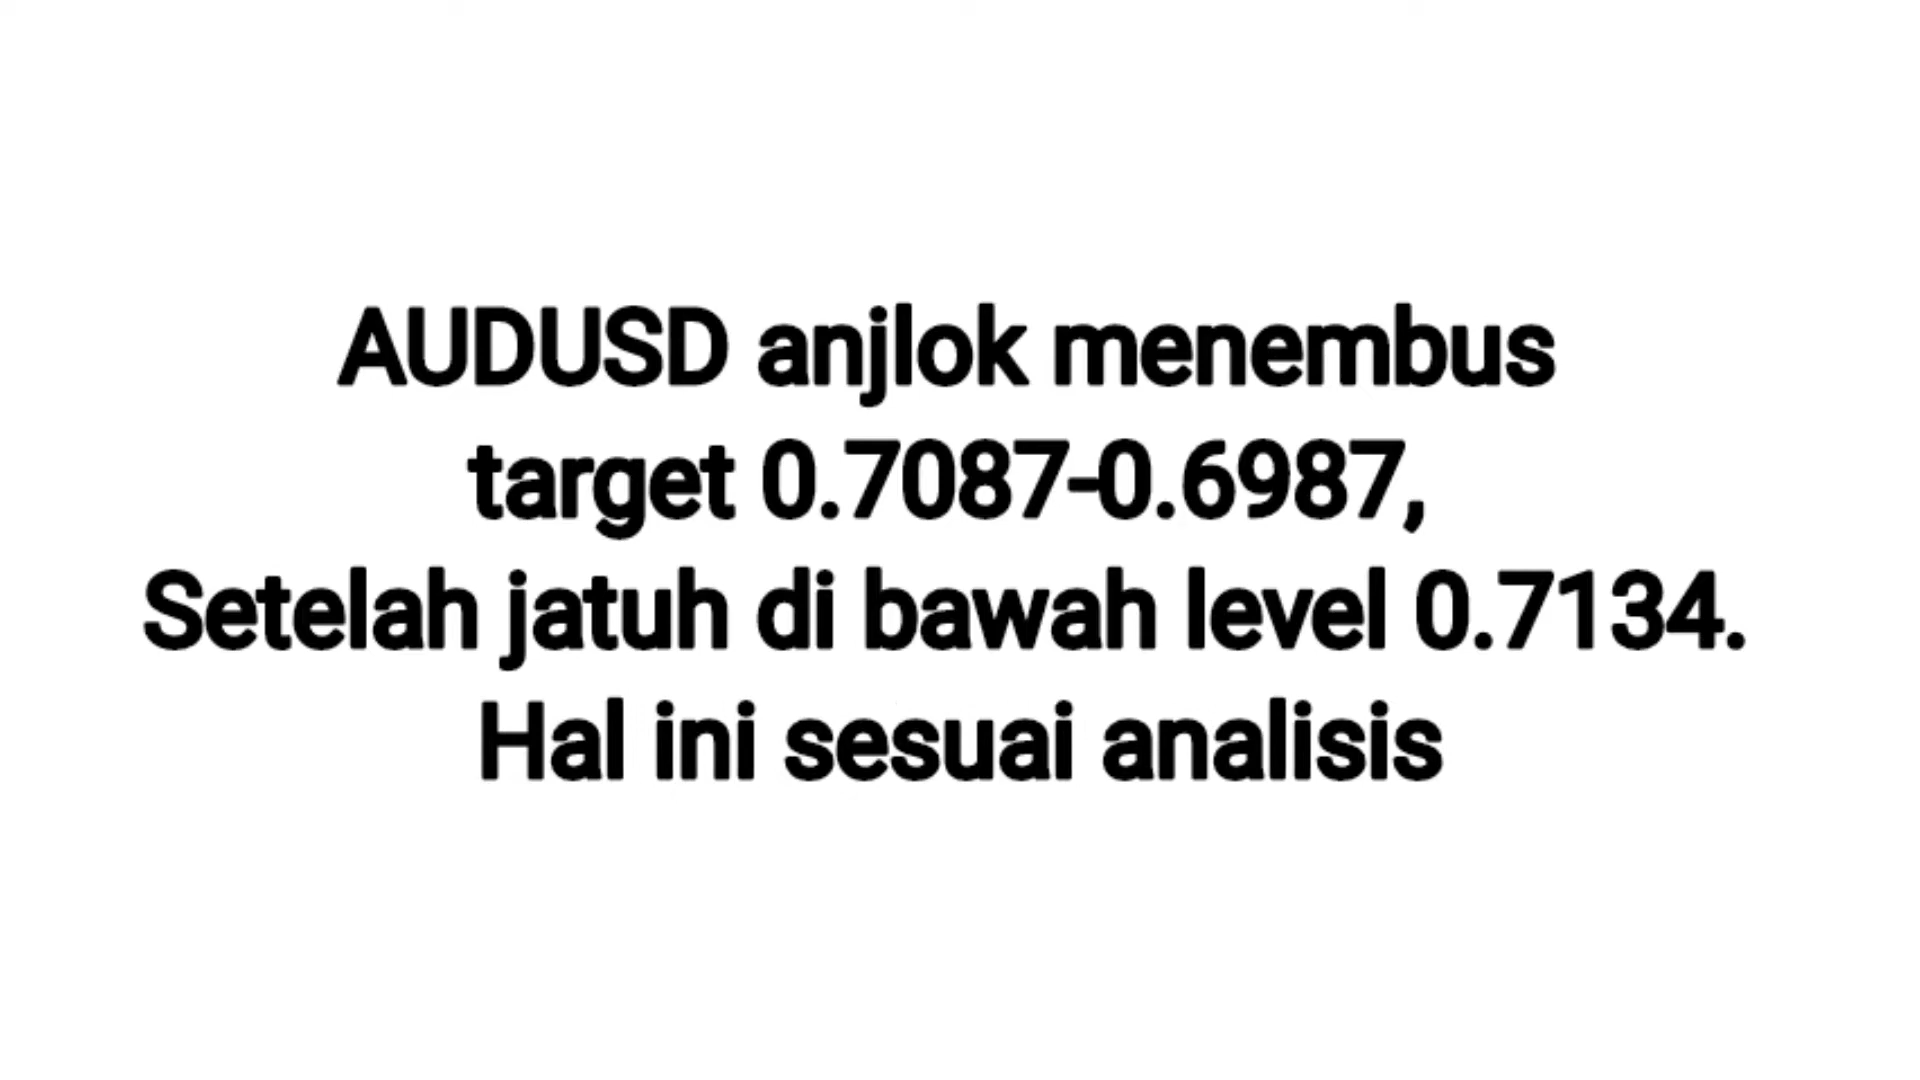 AUDUSD anjlok menembus
target 0.7087-0.6987,
Setelah jatuh di bawah level 0.7134.
Hal ini sesuai analisis